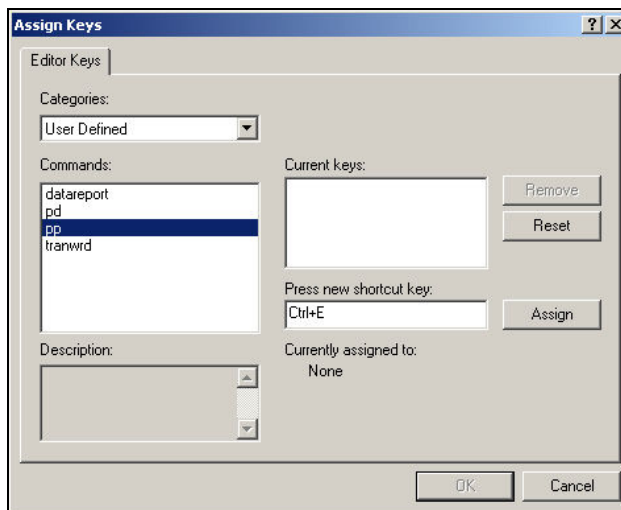 Assign Keys
Editor Keys
Categories:
User Defined
Commands:
datareport
pd
pp
tranwrd
Current keys:
Remove
Reset
Press new shortcut key:
Ctrl+E
Assign
Description:
Currently assigned to:
None
OK
Cancel